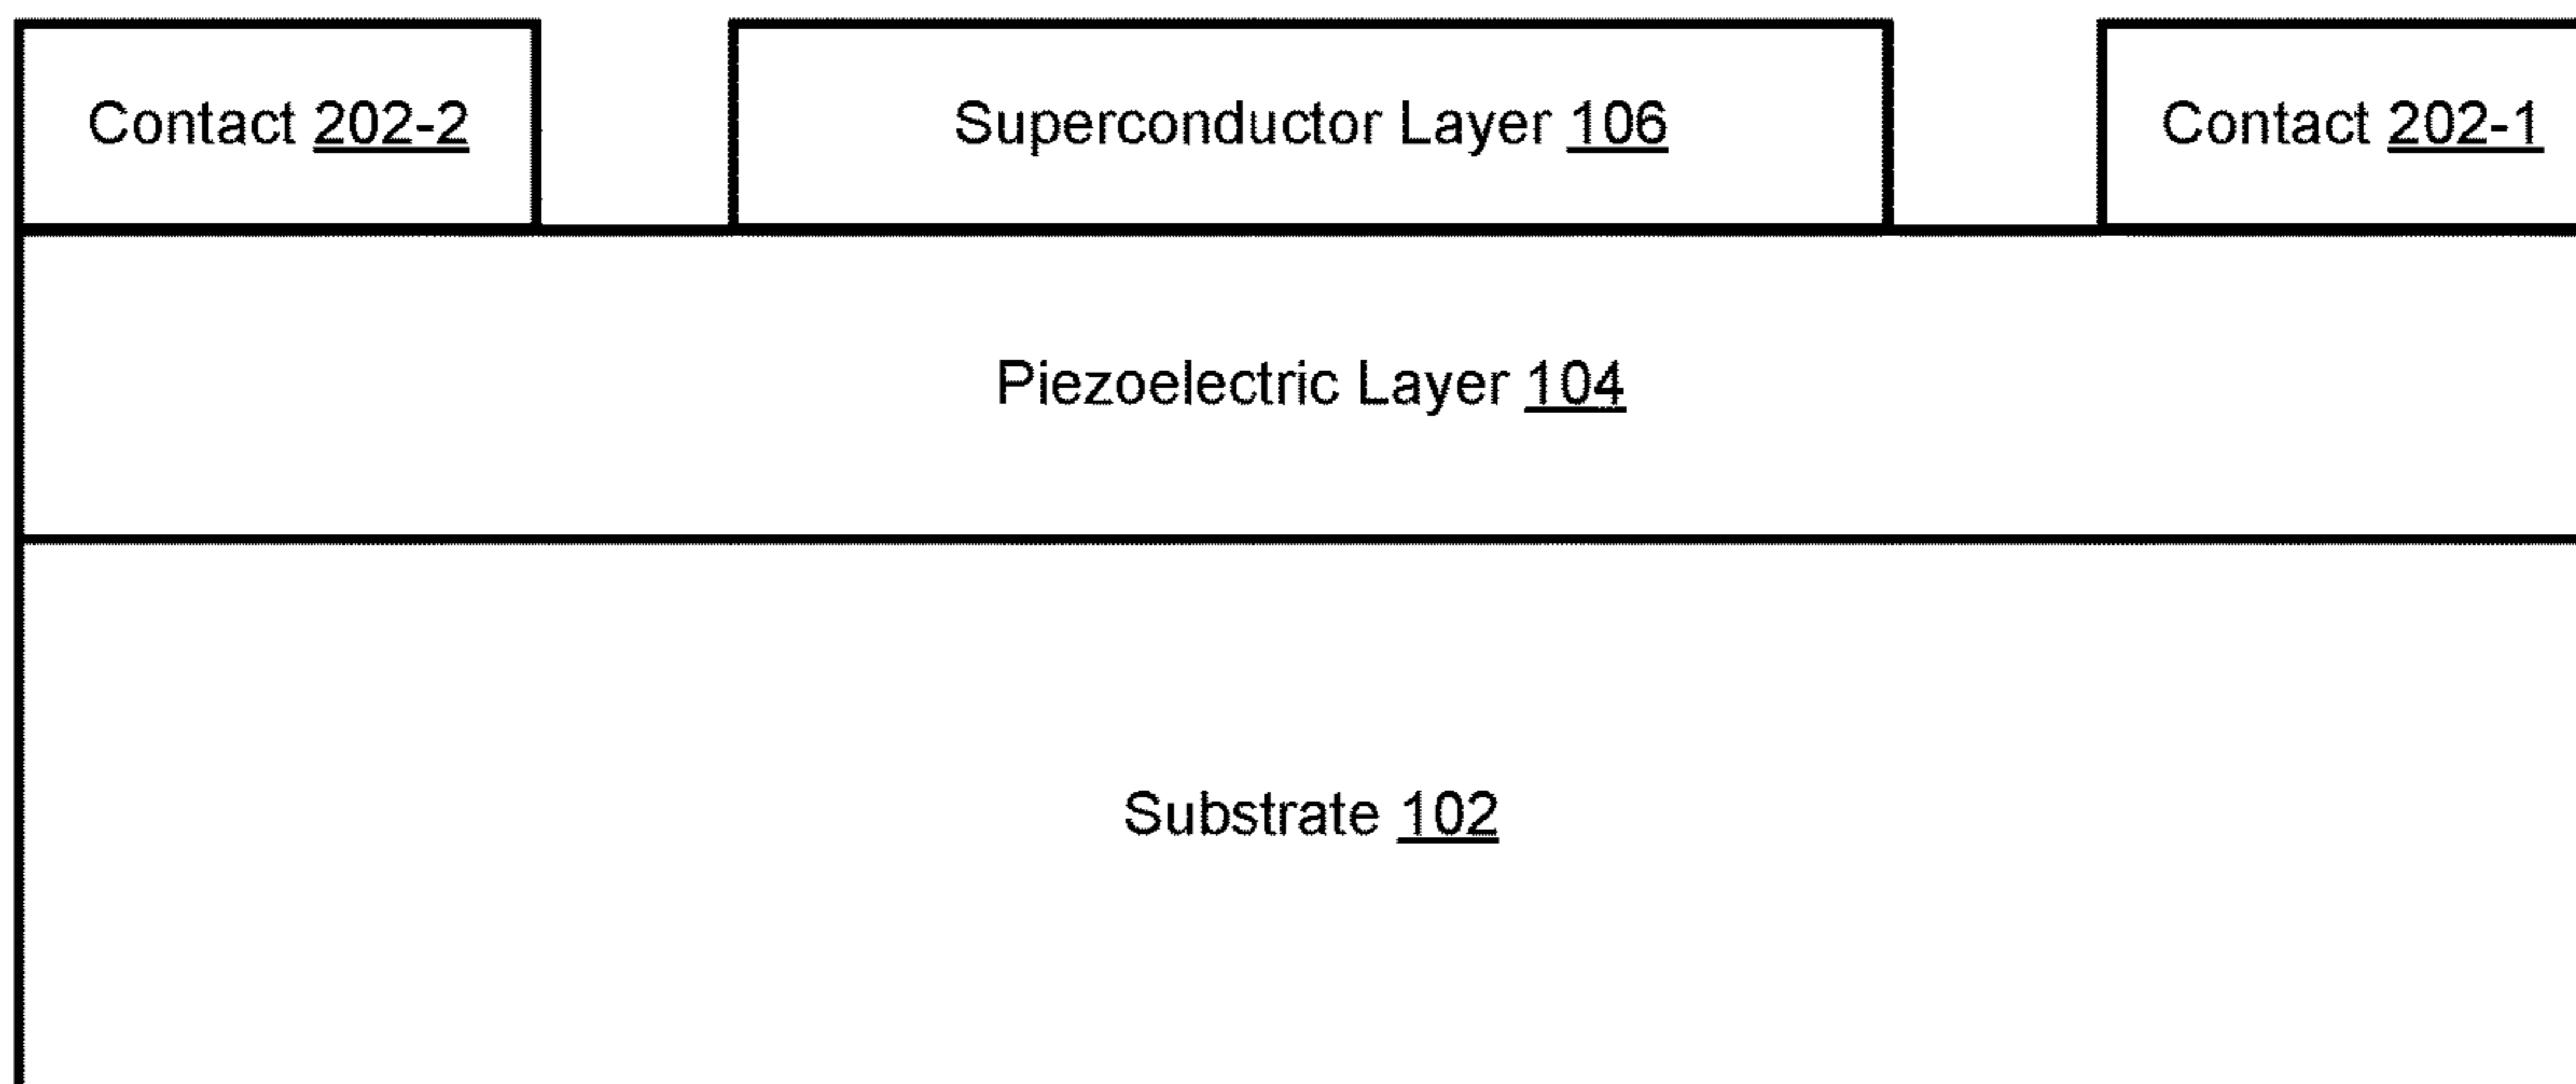 Contact 202-2
Superconductor Layer 106
Contact 202-1
Piezoelectric Layer 104
Substrate 102